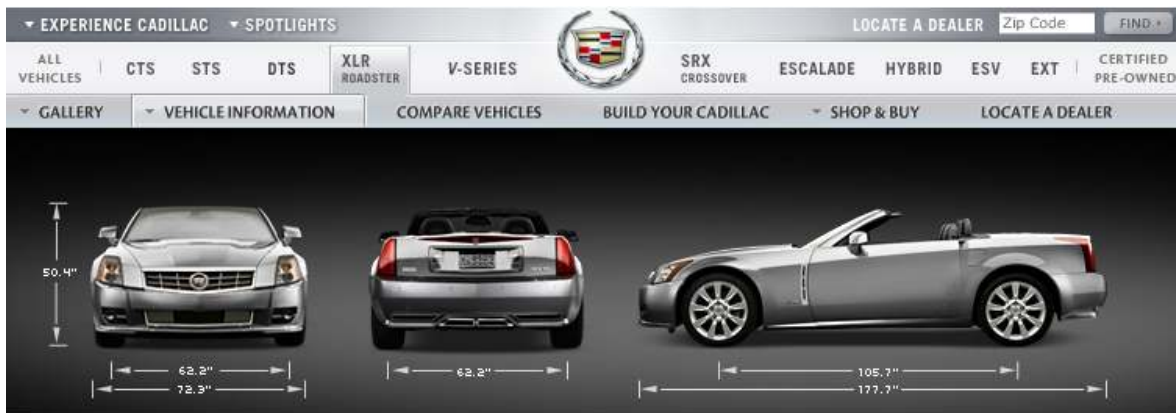 EXPERIENCE CADILLAC SPOTLIGHTS LOCATE A DEALER Zip Code FIND
ALL VEHICLES CTS STS DTS XLR ROADSTER V-SERIES SRX CROSSOVER ESCALADE HYBRID ESV EXT CERTIFIED PRE-OWNED
GALLERY VEHICLE INFORMATION COMPARE VEHICLES BUILD YOUR CADILLAC SHOP & BUY LOCATE A DEALER
50.4"
62.2" 62.2" 105.7"
72.3" 177.7"